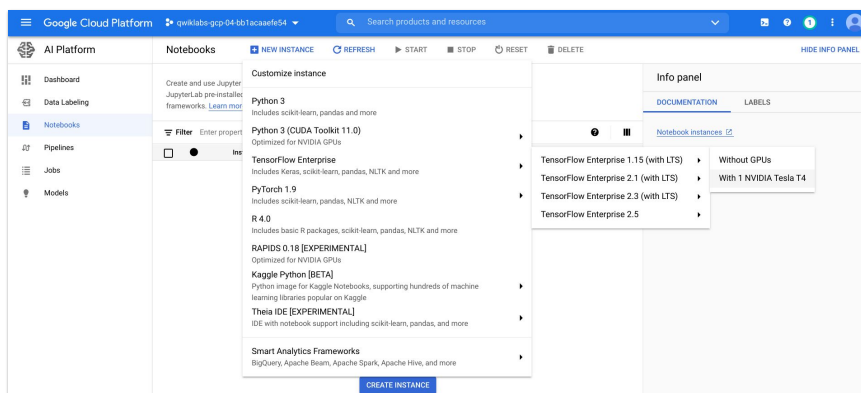 Google Cloud Platform
qwiklabs-gcp-04-bb1acaaefe54
Search products and resources
1
AI Platform
Notebooks
NEW INSTANCE
REFRESH
START
STOP
RESET
DELETE
HIDE INFO PANEL
Dashboard
Data Labeling
Notebooks
Pipelines
Jobs
Models
Create and use Jupyter
JupyterLab pre-installed
frameworks. Learn mor
Filter Enter propert
Ins
Customize instance
Python 3
Includes scikit-learn, pandas and more
Python 3 (CUDA Toolkit 11.0)
Optimized for NVIDIA GPUs
TensorFlow Enterprise
Includes Keras, scikit-learn, pandas, NLTK and more
PyTorch 1.9
Includes scikit-learn, pandas, NLTK and more
R 4.0
Includes basic R packages, scikit-learn, pandas, NLTK and more
RAPIDS 0.18 [EXPERIMENTAL]
Optimized for NVIDIA GPUs
Kaggle Python [BETA]
Python image for Kaggle Notebooks, supporting hundreds of machine
learning libraries popular on Kaggle
Theia IDE [EXPERIMENTAL]
IDE with notebook support including scikit-learn, pandas, and more
Smart Analytics Frameworks
BigQuery, Apache Beam, Apache Spark, Apache Hive, and more
TensorFlow Enterprise 1.15 (with LTS)
TensorFlow Enterprise 2.1 (with LTS)
TensorFlow Enterprise 2.3 (with LTS)
TensorFlow Enterprise 2.5
Without GPUs
With 1 NVIDIA Tesla T4
Info panel
DOCUMENTATION
LABELS
Notebook instances
CREATE INSTANCE